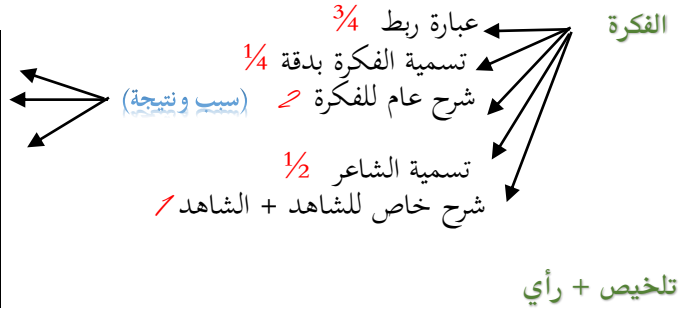 الفكرة
عبارة ربط ¾
تسمية الفكرة بدقة ¼
شرح عام للفكرة 2 (سبب ونتيجة)
تسمية الشاعر ½
شرح خاص للشاهد + الشاهد 1
تلخيص + رأي